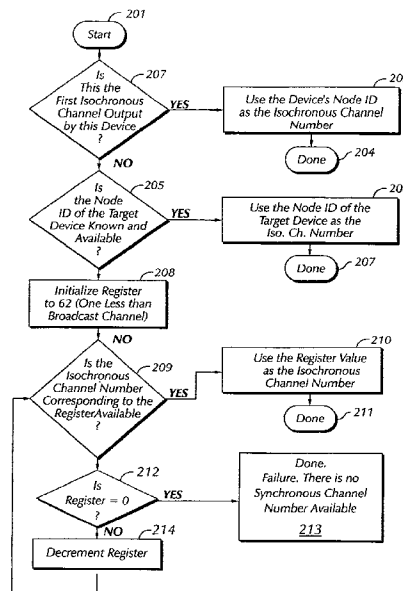 201
Start
Is
This the
First Isochronous
Channel Output
by this Device
?
207
YES
20
Use the Device's Node ID
as the Isochronous Channel
Number
Done
204
NO
Is
the Node
ID of the Target
Device Known and
Available
?
205
YES
20
Use the Node ID of the
Target Device as the
Iso. Ch. Number
Done
207
208
Initialize Register
to 62 (One Less than
Broadcast Channel)
NO
Is the
Isochronous
Channel Number
Corresponding to the
RegisterAvailable
?
209
YES
210
Use the Register Value
as the Isochronous
Channel Number
Done
211
212
Is
Register = 0
?
YES
Done.
Failure. There is no
Synchronous Channel
Number Available
213
NO
214
Decrement Register